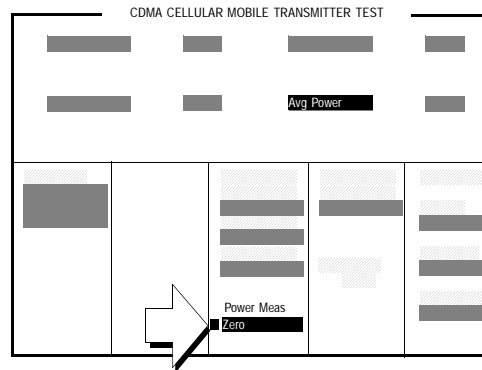 CDMA CELLULAR MOBILE TRANSMITTER TEST
Avg Power
Power Meas
Zero